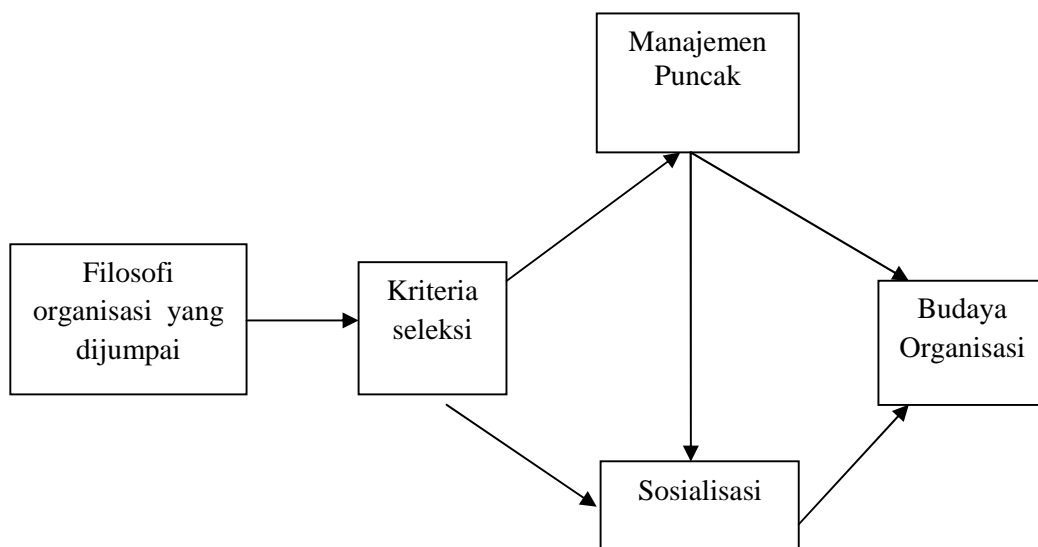 Manajemen
Puncak
Filosofi
organisasi yang
dijumpai
Kriteria
seleksi
Budaya
Organisasi
Sosialisasi